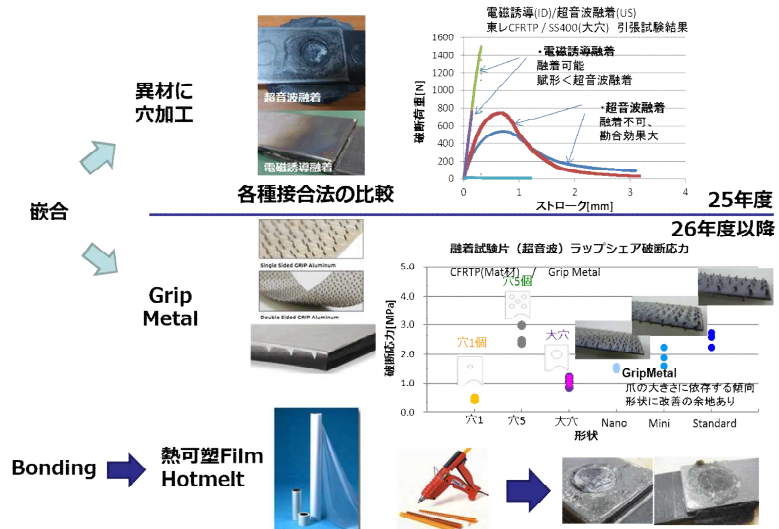 電磁誘導(ID)/超音波融着(US)
東レCFRTP / SS400(大穴) 引張試験結果
破断荷重[N]
1600
1400
1200
1000
800
600
400
200
0
0
1
2
3
4
ストローク[mm]
・電磁誘導融着
融着可能
賦形＜超音波融着
・超音波融着
融着不可、
勘合効果大
異材に
穴加工
超音波融着
電磁誘導融着
各種接合法の比較
25年度
嵌合
26年度以降
Grip
Metal
Single Sided GRIP Aluminum
Double Sided GRIP Aluminum
融着試験片（超音波）ラップシェア破断応力
CFRTP(Mat材) / Grip Metal
破断応力[MPa]
5.0
4.0
3.0
2.0
1.0
0.0
穴1個
穴5個
大穴
GripMetal
爪の大きさに依存する傾向
形状に改善の余地あり
穴1
穴5
大穴
Nano
Mini
Standard
形状
Bonding
熱可塑Film
Hotmelt